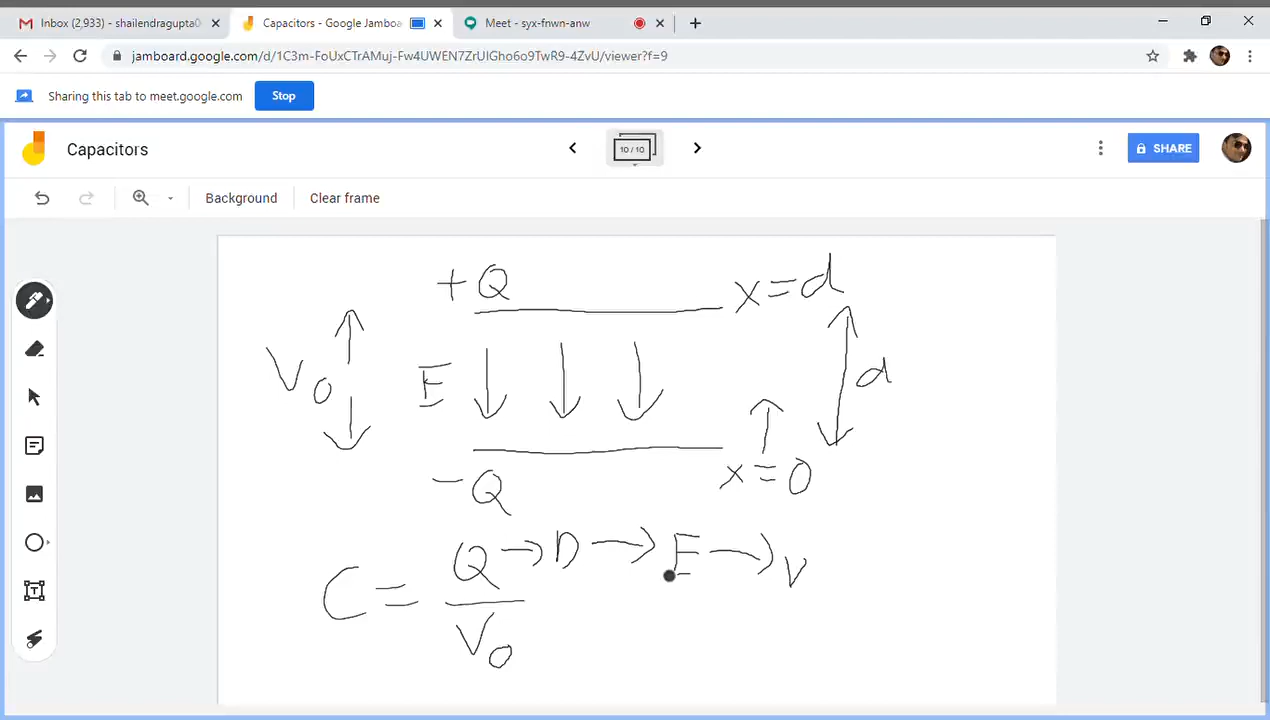 Inbox (2,933) - shailendragupta0
Capacitors - Google Jamboa
Meet - syx-fnwn-anw
jamboard.google.com/d/1C3m-FoUxCTrAMuj-Fw4UWEN7ZrUIGho6o9TwR9-4ZvU/viewer?f=9
Sharing this tab to meet.google.com
Stop
Capacitors
10 / 10
SHARE
Background
Clear frame
+Q
x=d
V0
E
d
-Q
x=0
C = Q/V0
Q → D → E → V